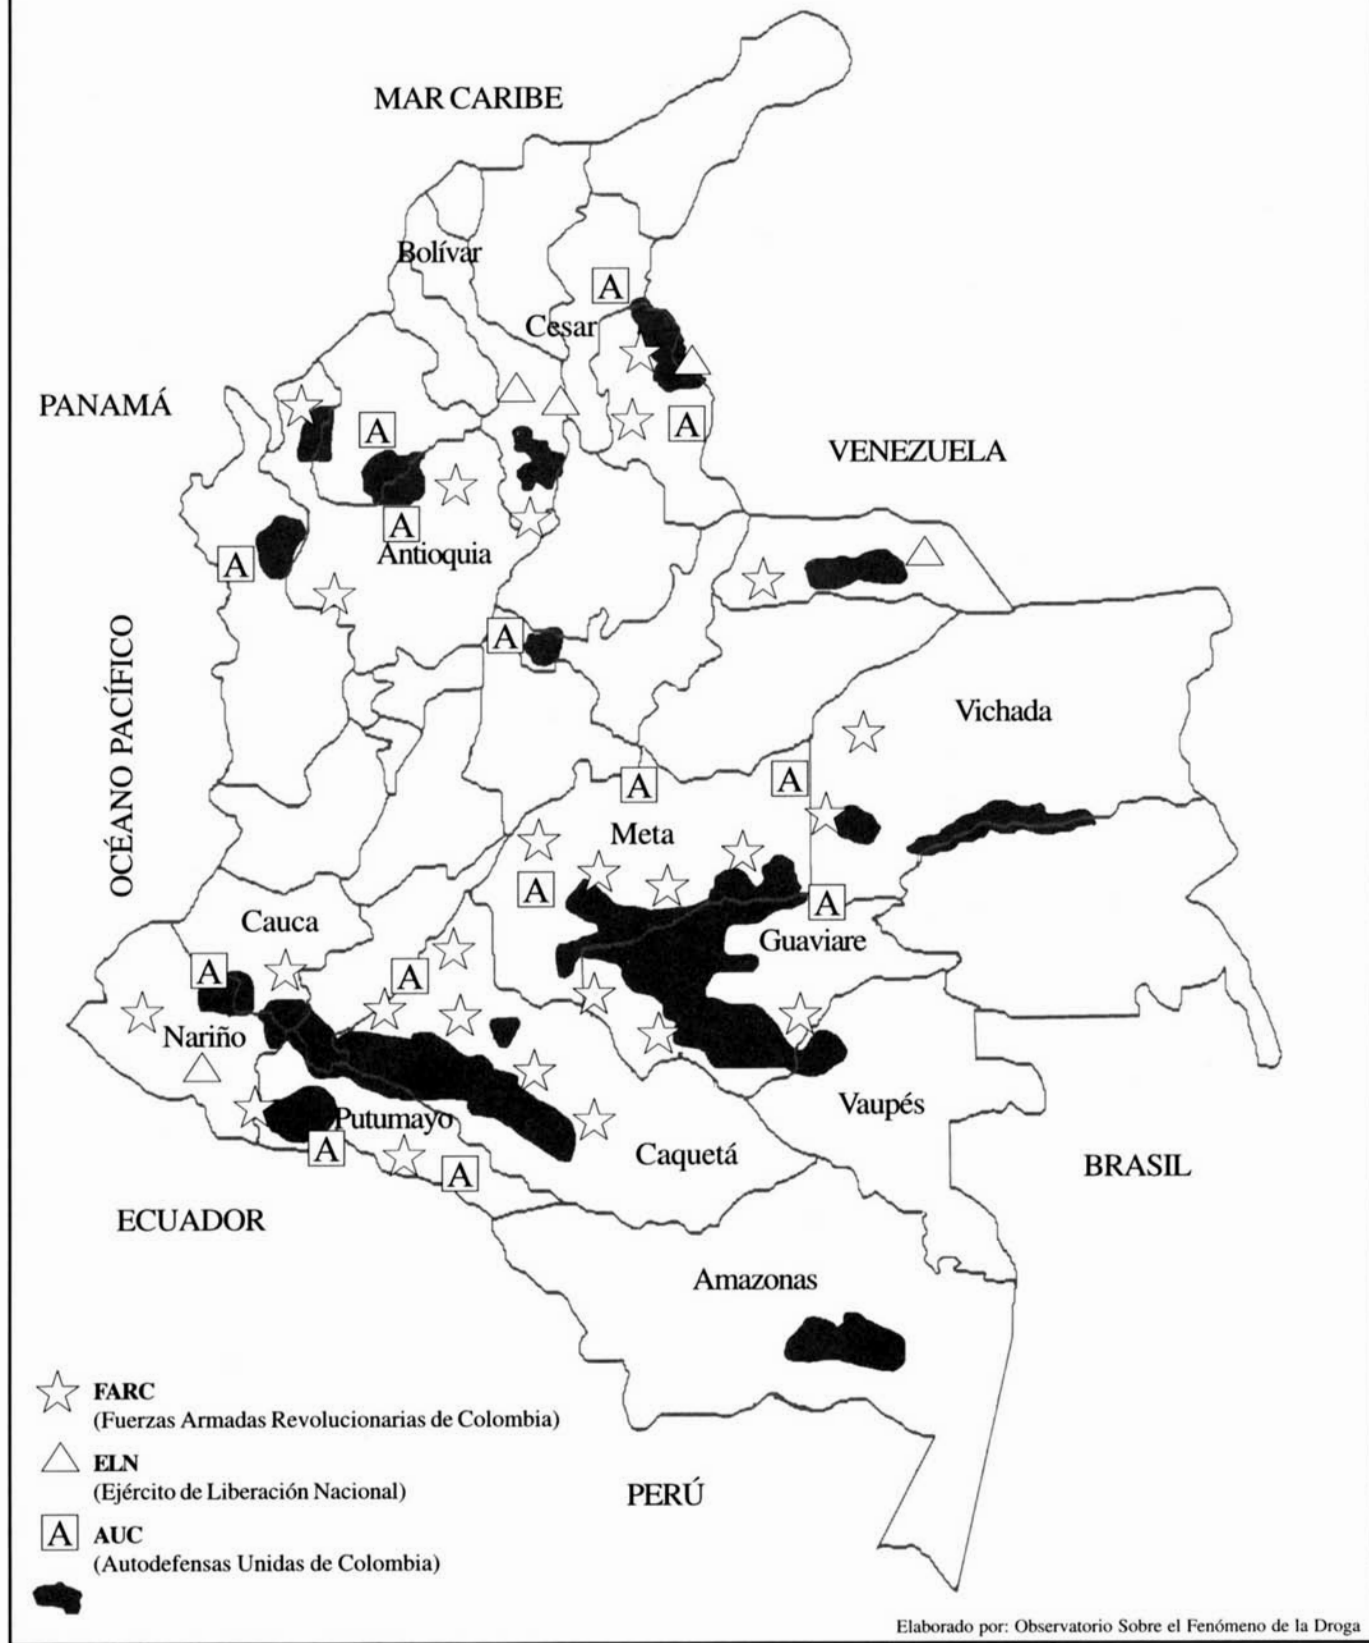 MAR CARIBE
Bolívar
A
Cesar
PANAMÁ
A
A
VENEZUELA
A
Antioquia
A
A
OCÉANO PACÍFICO
Vichada
A
A
Meta
A
A
Cauca
Guaviare
A
A
Nariño
Vaupés
Putumayo
A
Caquetá
A
BRASIL
ECUADOR
Amazonas
FARC
(Fuerzas Armadas Revolucionarias de Colombia)
ELN
(Ejército de Liberación Nacional)
PERÚ
A AUC
(Autodefensas Unidas de Colombia)
Elaborado por: Observatorio Sobre el Fenómeno de la Droga